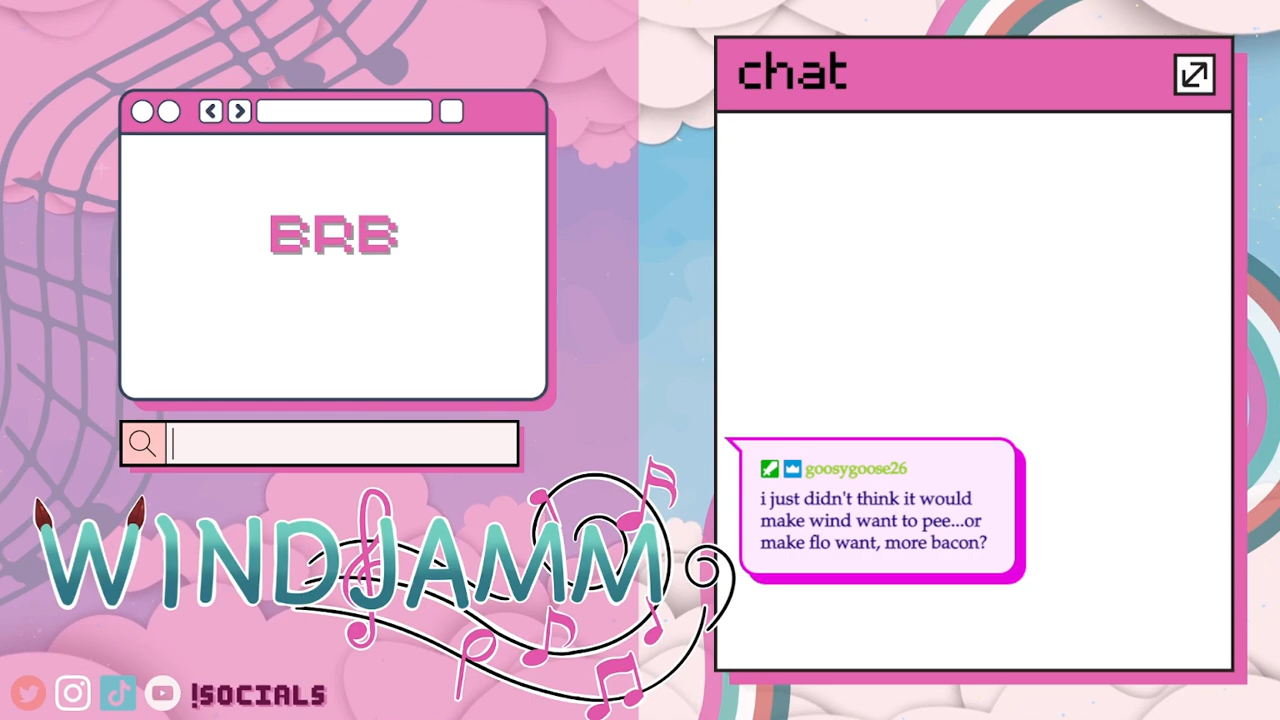 chat
BRB
goosygoose26
i just didn't think it would
make wind want to pee...or
make flo want, more bacon?
WINDJAMM
!SOCIALS